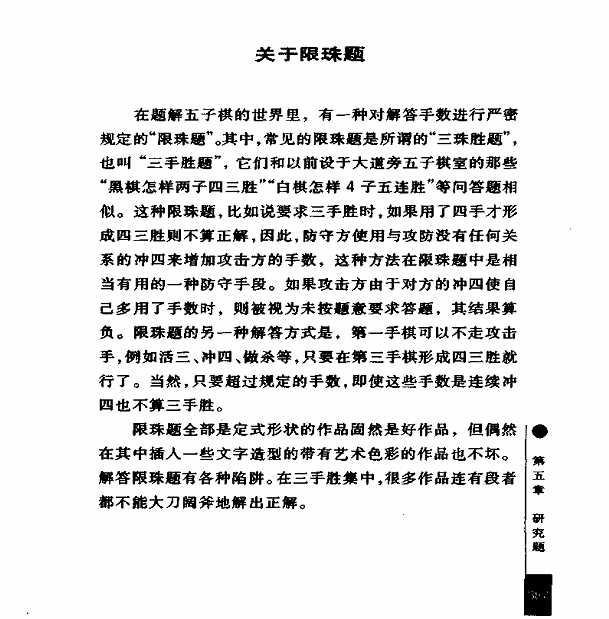 关于限珠题
在题解五子棋的世界里，有一种对解答手数进行严密
规定的“限珠题”。其中，常见的限珠题是所谓的“三珠胜题”，
也叫“三手胜题”，它们和以前设于大道旁五子棋室的那些
“黑棋怎样两子四三胜”“白棋怎样 4 子五连胜”等问答题相
似。这种限珠题，比如说要求三手胜时，如果用了四手才形
成四三胜则不算正解，因此，防守方使用与攻防没有任何关
系的冲四来增加攻击方的手数，这种方法在限珠题中是相
当有用的一种防守手段。如果攻击方由于对方的冲四使自
己多用了手数时，则被视为未按题意要求答题，其结果算
负。限珠题的另一种解答方式是，第一手棋可以不走攻击
手，例如活三、冲四、做杀等，只要在第三手棋形成四三胜就
行了。当然，只要超过规定的手数，即使这些手数是连续冲
四也不算三手胜。
限珠题全部是定式形状的作品固然是好作品，但偶然
在其中插入一些文字造型的带有艺术色彩的作品也不坏。
解答限珠题有各种陷阱。在三手胜集中，很多作品连有段者
都不能大刀阔斧地解出正解。
第五章 研究题